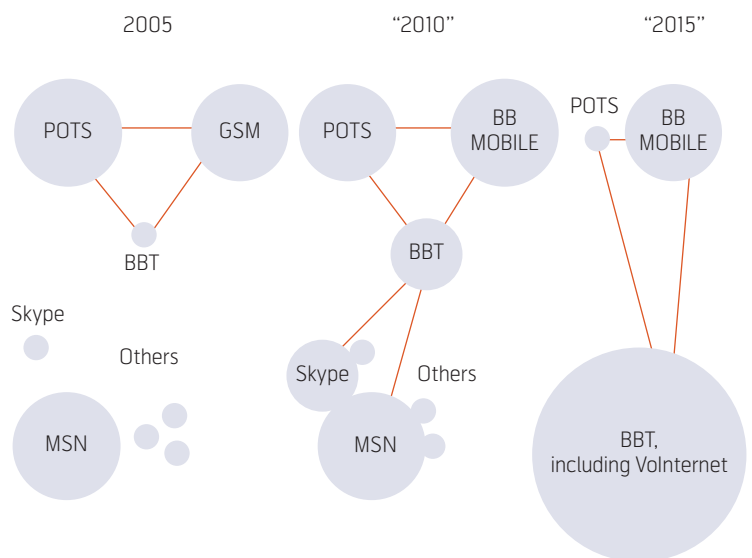 2005
POTS
GSM
BBT
Skype
Others
MSN
“2010”
POTS
BB
MOBILE
BBT
Skype
Others
MSN
“2015”
POTS
BB
MOBILE
BBT,
including VoInternet